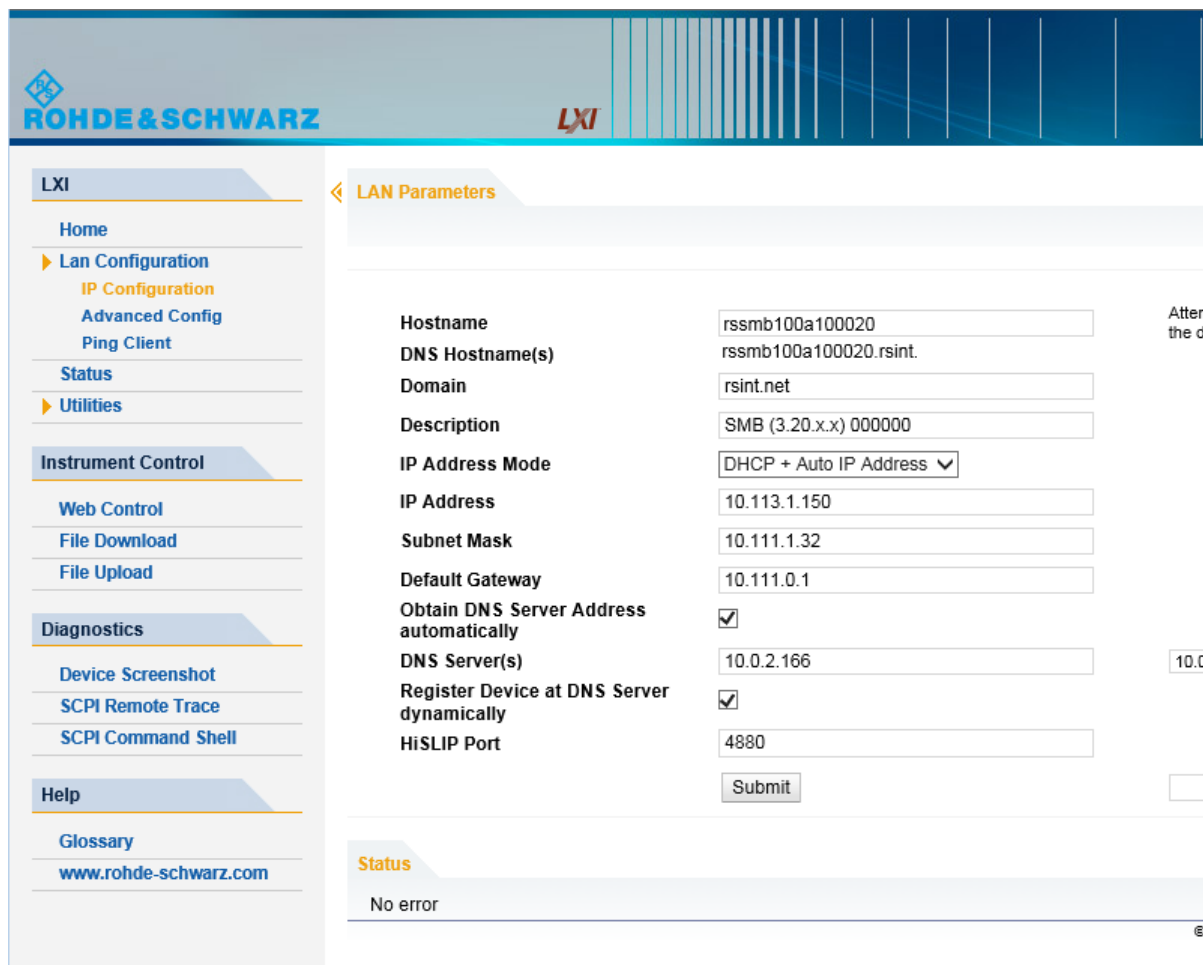 ROHDE&SCHWARZ
LXI
LXI
Home
Lan Configuration
IP Configuration
Advanced Config
Ping Client
Status
Utilities
Instrument Control
Web Control
File Download
File Upload
Diagnostics
Device Screenshot
SCPI Remote Trace
SCPI Command Shell
Help
Glossary
www.rohde-schwarz.com
LAN Parameters
Hostname rssmb100a100020
DNS Hostname(s) rssmb100a100020.rsint.
Domain rsint.net
Description SMB (3.20.x.x) 000000
IP Address Mode DHCP + Auto IP Address
IP Address 10.113.1.150
Subnet Mask 10.111.1.32
Default Gateway 10.111.0.1
Obtain DNS Server Address
automatically
DNS Server(s) 10.0.2.166
Register Device at DNS Server
dynamically
HiSLIP Port 4880
Submit
the
Status
No error